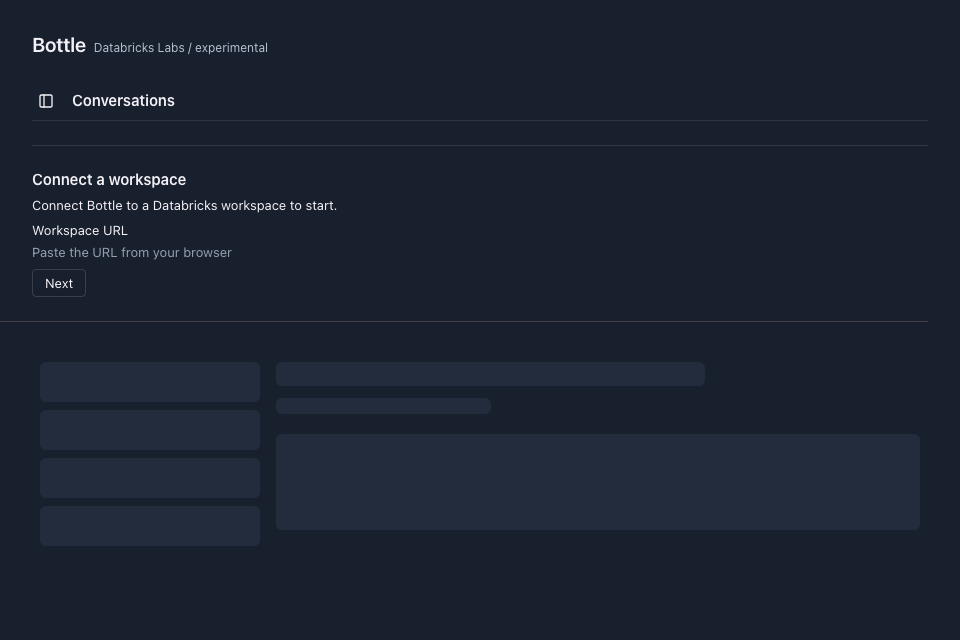 Bottle Databricks Labs / experimental
Conversations
Connect a workspace
Connect Bottle to a Databricks workspace to start.
Workspace URL
Paste the URL from your browser
Next